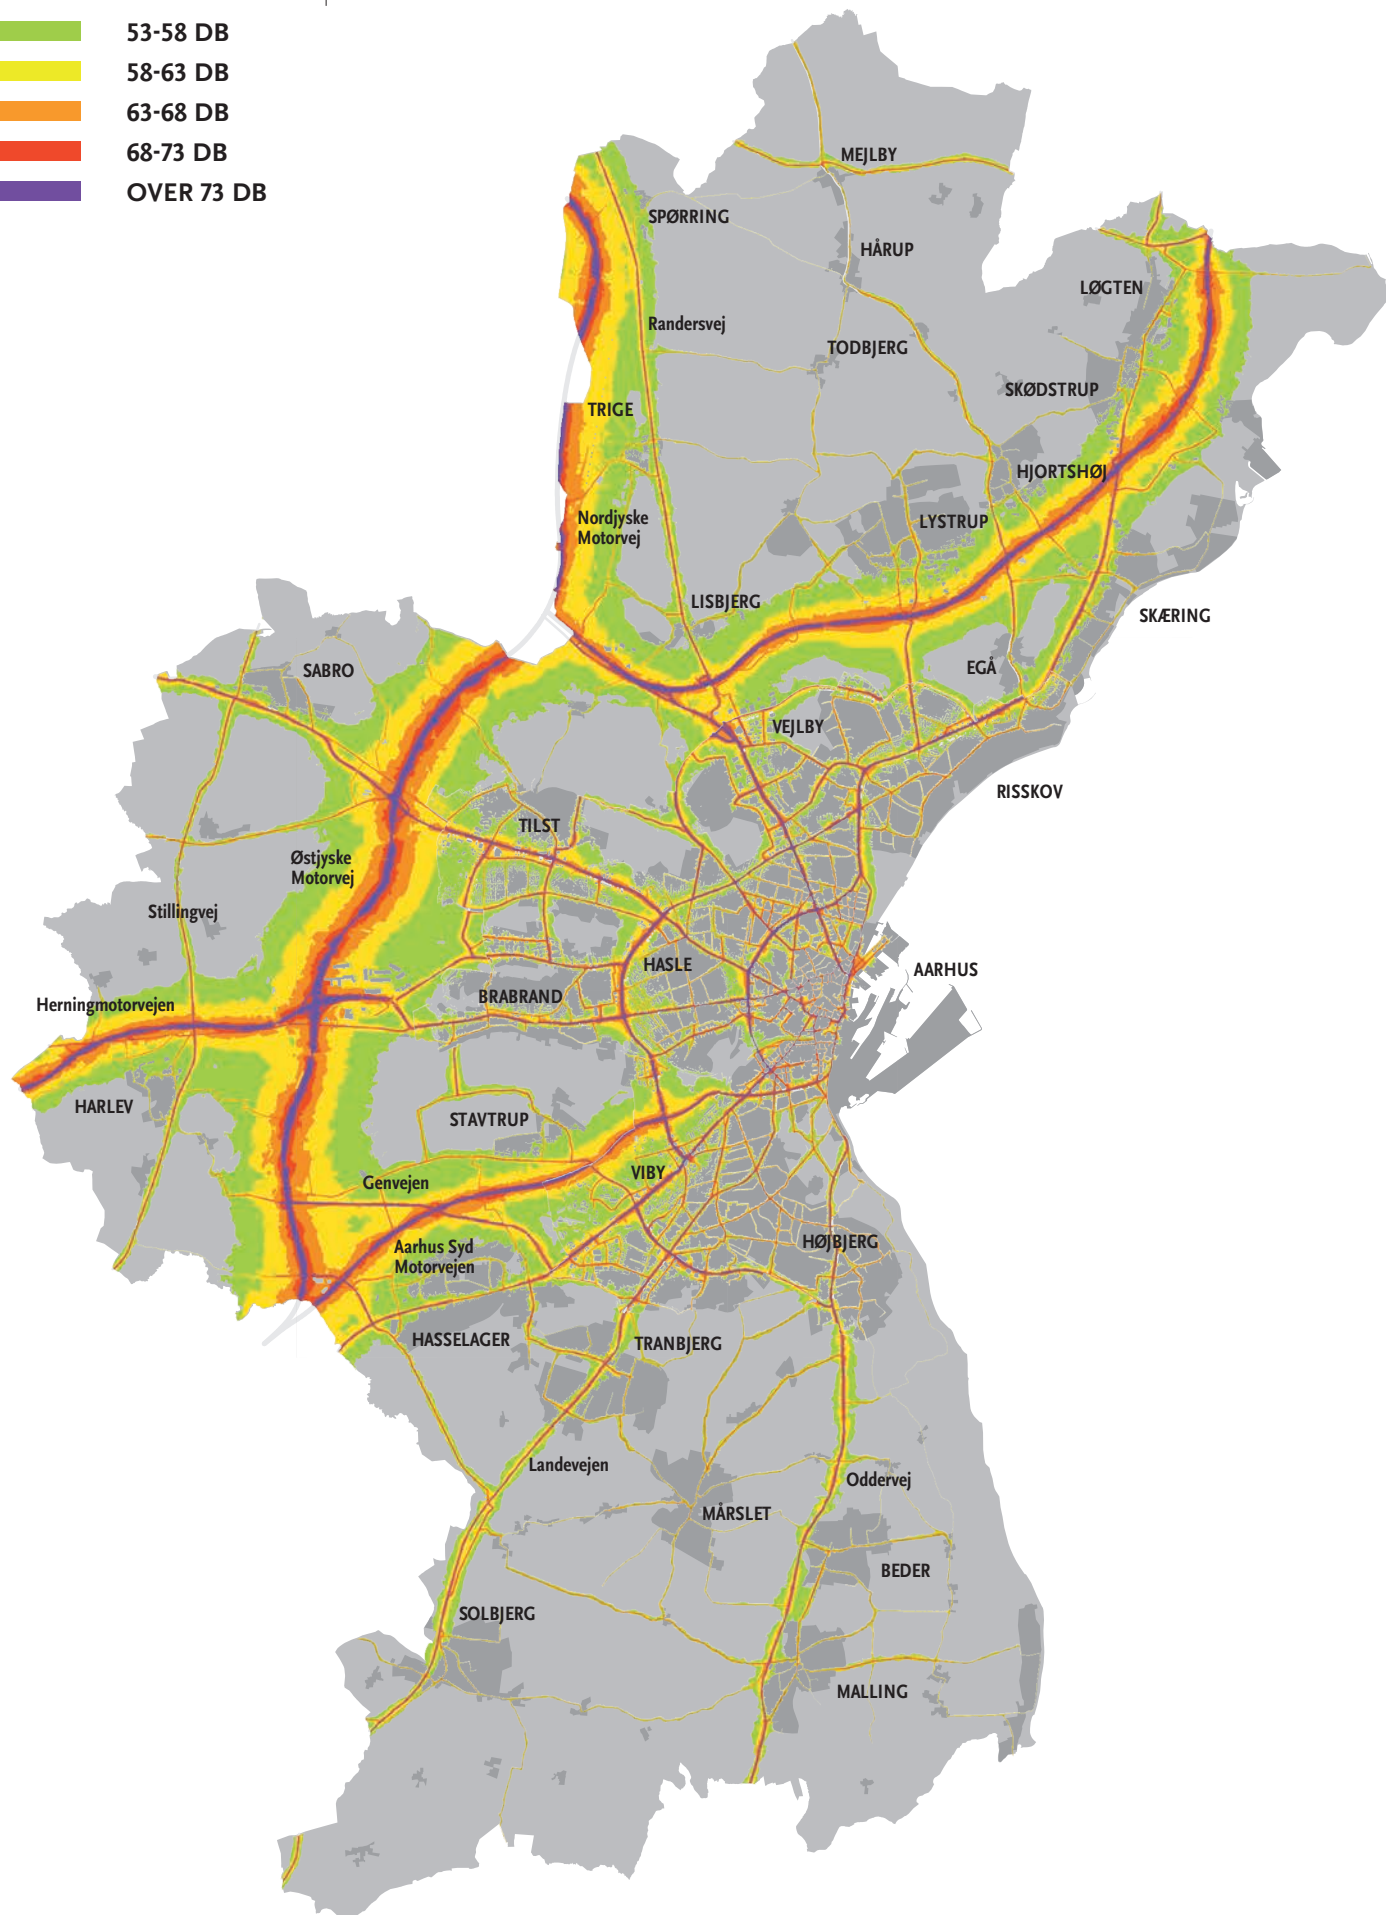 53-58 DB
58-63 DB
63-68 DB
68-73 DB
OVER 73 DB
MEJLBY
SPØRRING
HÅRUP
LØGTEN
Randersvej
TODBJERG
SKØDSTRUP
TRIGE
HJORTSHØJ
Nordjyske
Motorvej
LYSTRUP
LISBJERG
SKÆRING
SABRO
EGÅ
VEJLBY
RISSKOV
TILST
Østjyske
Motorvej
Stillingvej
HASLE
AARHUS
BRABRAND
Herningmotorvejen
HARLEV
STAVTRUP
VIBY
Genvejen
HØJBJERG
Aarhus Syd
Motorvejen
HASSELAGER
TRANBJERG
Landevejen
Oddervej
MÅRSLET
BEDER
SOLBJERG
MALLING